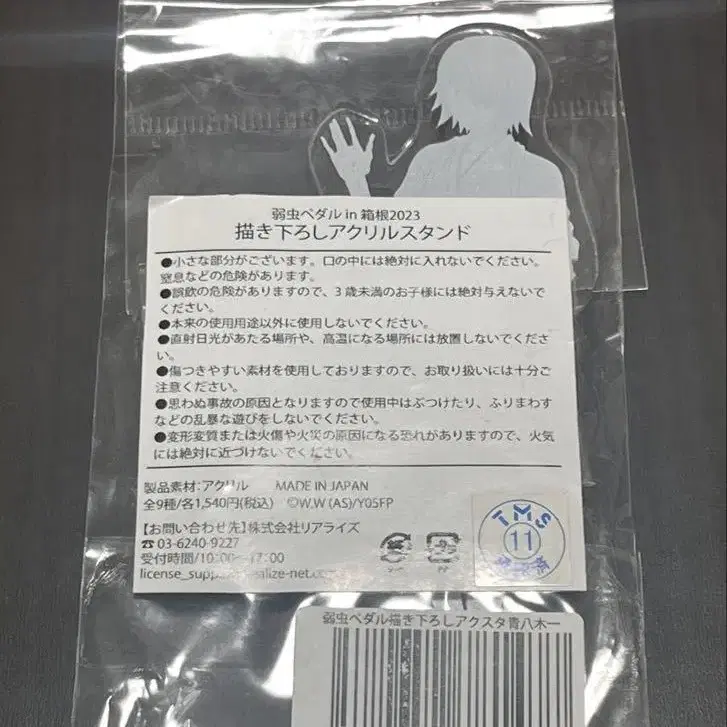 弱虫ペダル in 箱根2023
描き下ろしアクリルスタンド
●小さな部分がございます。口の中には絶対に入れないでください。
窒息などの危険があります。
●誤飲の危険がありますので、3歳未満のお子様には絶対与えないで
ください。
●本来の使用用途以外に使用しないでください。
●直射日光があたる場所や、高温になる場所には放置しないでくださ
い。
●傷つきやすい素材を使用しておりますので、お取り扱いには十分ご
注意ください。
●思わぬ事故の原因となりますので使用中はぶつけたり、ふりまわす
などの乱暴な遊びをしないでください。
●変形変質または火傷や火災の原因になる恐れがありますので、火気
には絶対に近づけないでください。
製品素材:アクリル MADE IN JAPAN
全9種/各1,540円(税込) ©W.W (AS)/Y05FP
【お問い合わせ先】株式会社リアライズ
☎03-6240-9227
受付時間/10:00〜17:00
TMS
11
弱虫ペダル描き下ろしアクスタ青八木一